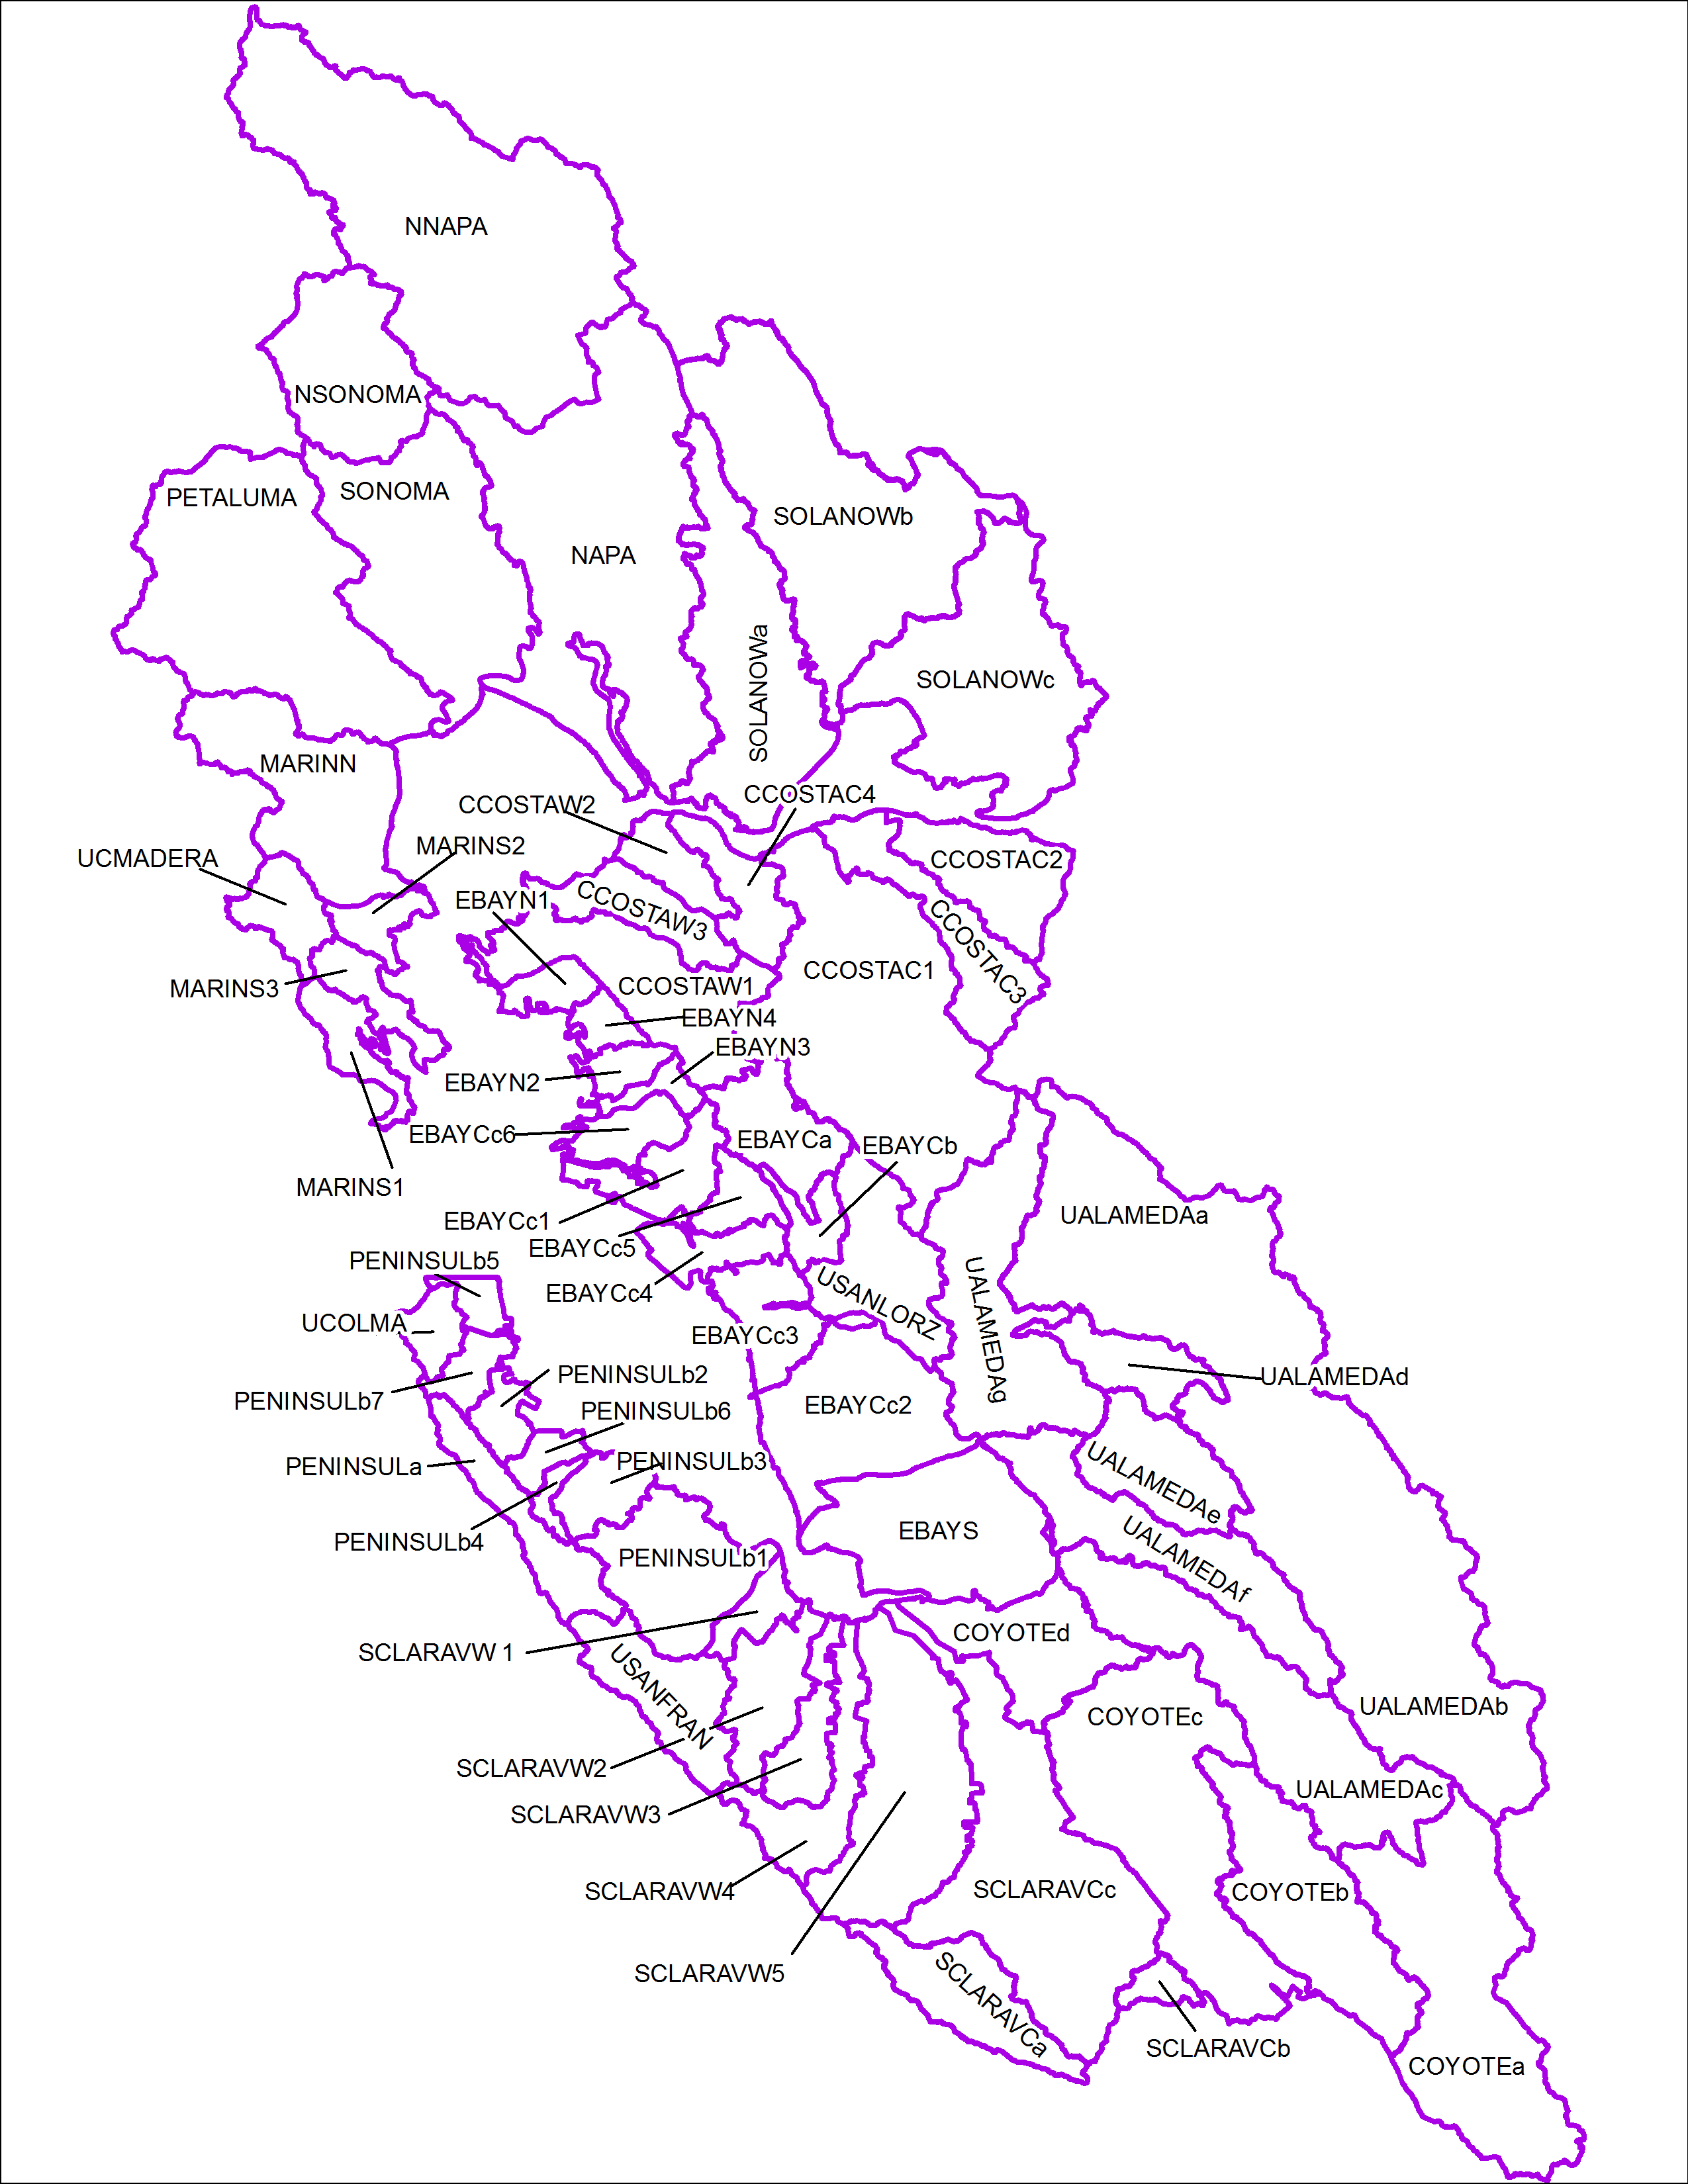 NNAPA
NSONOMA
SONOMA
PETALUMA
SOLANOWb
NAPA
SOLANOWa
SOLANOWc
MARINN
CCOSTAC4
CCOSTAW2
MARINS2
UCMADERA
CCOSTAC2
EBAYN1
CCOSTAW3
CCOSTAC3
CCOSTAC1
MARINS3
CCOSTAW1
EBAYN4
EBAYN3
EBAYN2
EBAYCc6
EBAYCa
EBAYCb
MARINS1
EBAYCc1
UALAMEDAa
EBAYCc5
PENINSULb5
EBAYCc4
USANLORZ
UALAMEDAg
UCOLMA
EBAYCc3
PENINSULb2
UALAMEDAd
PENINSULb7
EBAYCc2
PENINSULb6
PENINSULa
PENINSULb3
UALAMEDAe
EBAYS
PENINSULb4
PENINSULb1
UALAMEDAf
COYOTEd
SCLARAVW 1
USANFRAN
UALAMEDAb
COYOTEc
SCLARAVW2
UALAMEDAc
SCLARAVW3
SCLARAVW4
SCLARAVCc
COYOTEb
SCLARAVW5
SCLARAVCa
SCLARAVCb
COYOTEa